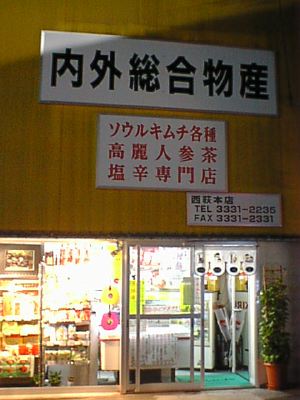 内外総合物産
ソウルキムチ各種
高麗人参茶
塩辛専門店
西荻本店
TEL 3331-2235
FAX 3331-2331